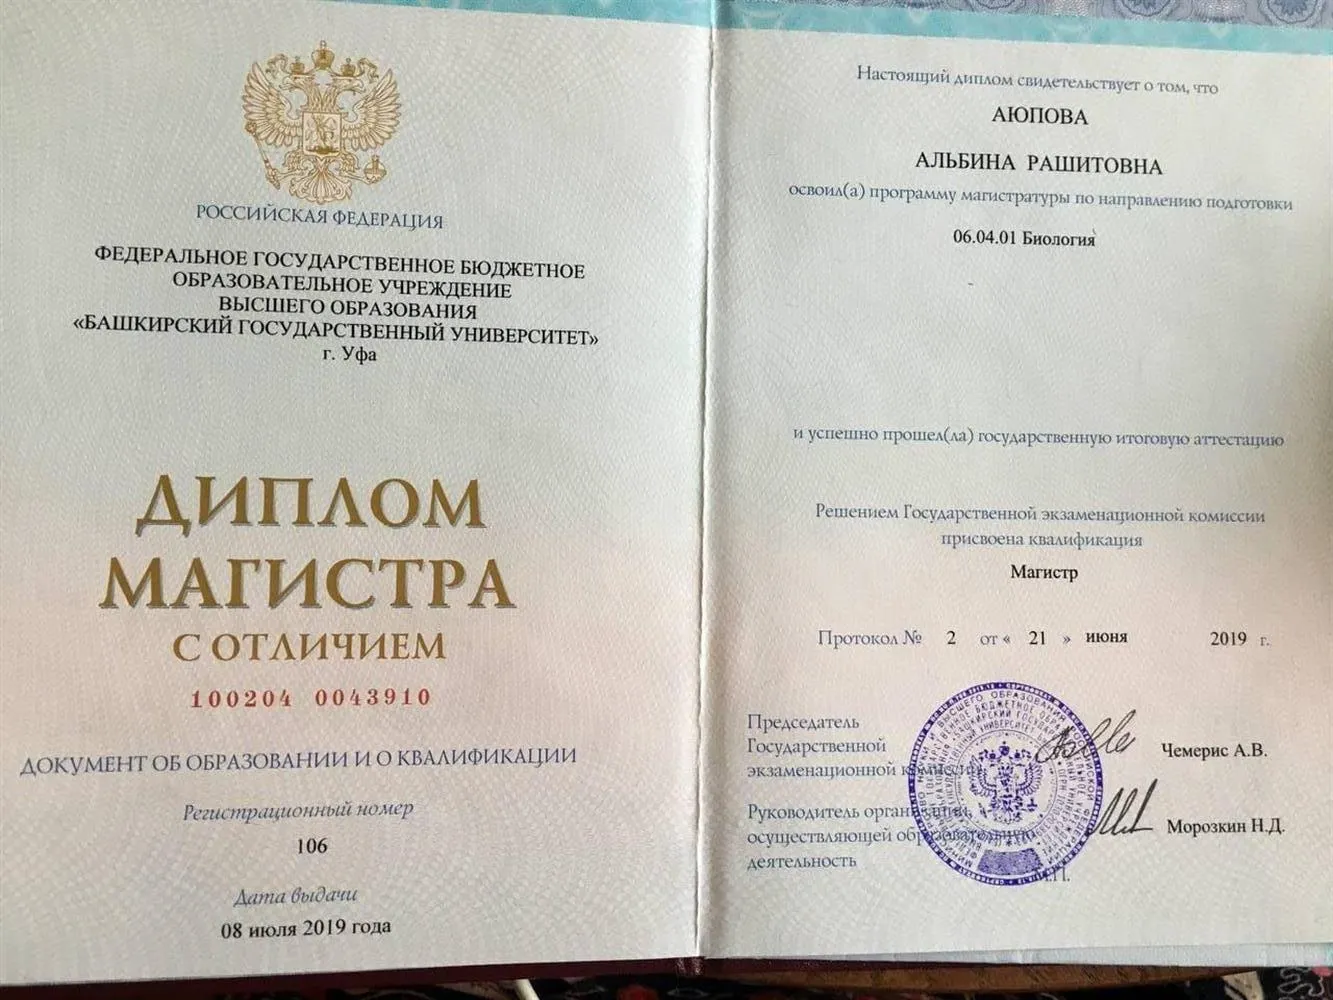 РОССИЙСКАЯ ФЕДЕРАЦИЯ
ФЕДЕРАЛЬНОЕ ГОСУДАРСТВЕННОЕ БЮДЖЕТНОЕ
ОБРАЗОВАТЕЛЬНОЕ УЧРЕЖДЕНИЕ
ВЫСШЕГО ОБРАЗОВАНИЯ
«БАШКИРСКИЙ ГОСУДАРСТВЕННЫЙ УНИВЕРСИТЕТ»
г. Уфа
ДИПЛОМ
МАГИСТРА
С ОТЛИЧИЕМ
100204 0043910
ДОКУМЕНТ ОБ ОБРАЗОВАНИИ И О КВАЛИФИКАЦИИ
Регистрационный номер
106
Дата выдачи
08 июля 2019 года
Настоящий диплом свидетельствует о том, что
АЮПОВА
АЛЬБИНА РАШИТОВНА
освоил(а) программу магистратуры по направлению подготовки
06.04.01 Биология
и успешно прошел(ла) государственную итоговую аттестацию
Решением Государственной экзаменационной комиссии
присвоена квалификация
Магистр
Протокол № 2 от « 21 » июня 2019 г.
Председатель
Государственной
экзаменационной комиссии
Чемерис А.В.
Руководитель организации,
осуществляющей образовательную
деятельность
Морозкин Н.Д.
М.П.